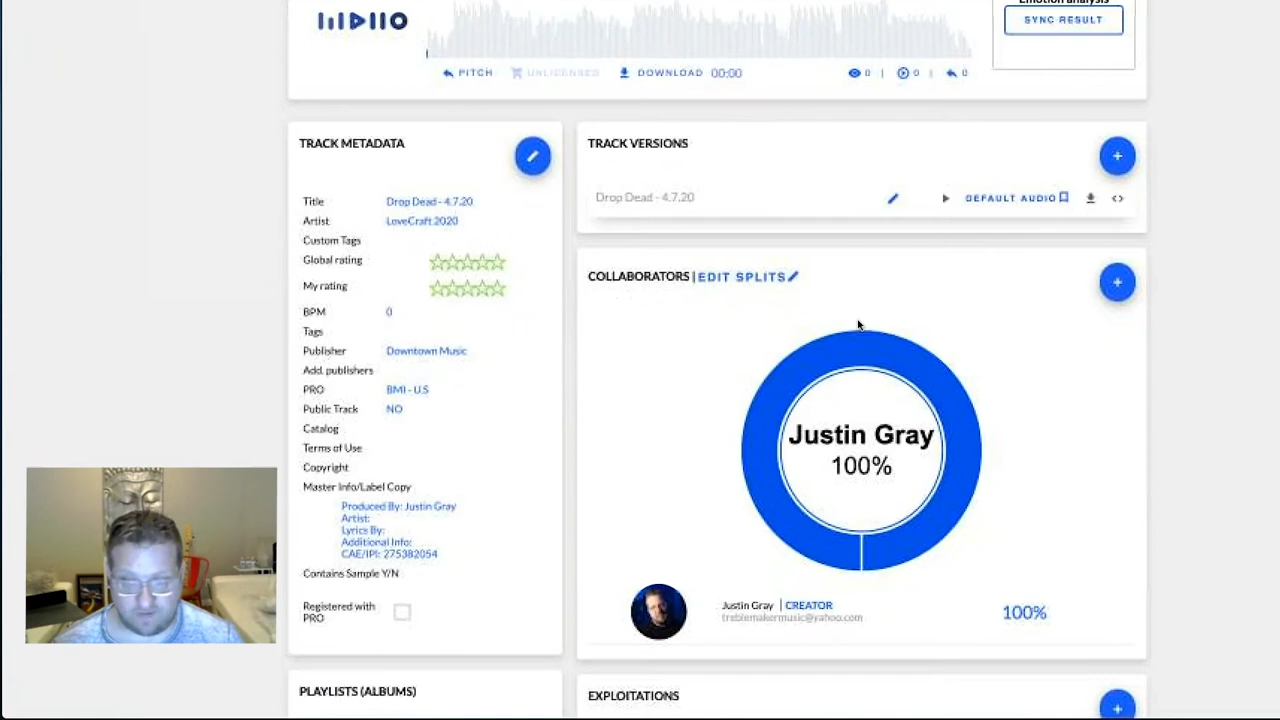 Emotion analysis
SYNC RESULT
PITCH UNLICENSED DOWNLOAD 00:00 0 | 0 | 0
TRACK METADATA
Title Drop Dead - 4.7.20
Artist LoveCraft 2020
Custom Tags
Global rating
My rating
BPM 0
Tags
Publisher Downtown Music
Add. publishers
PRO BMI - U.S
Public Track NO
Catalog
Terms of Use
Copyright
Master Info/Label Copy
Produced By: Justin Gray
Artist:
Lyrics By:
Additional Info:
CAE/IPI: 275382054
Contains Sample Y/N
Registered with
PRO
PLAYLISTS (ALBUMS)
TRACK VERSIONS
Drop Dead - 4.7.20 DEFAULT AUDIO
COLLABORATORS | EDIT SPLITS
Justin Gray
100%
Justin Gray | CREATOR 100%
treblemakermusic@yahoo.com
EXPLOITATIONS